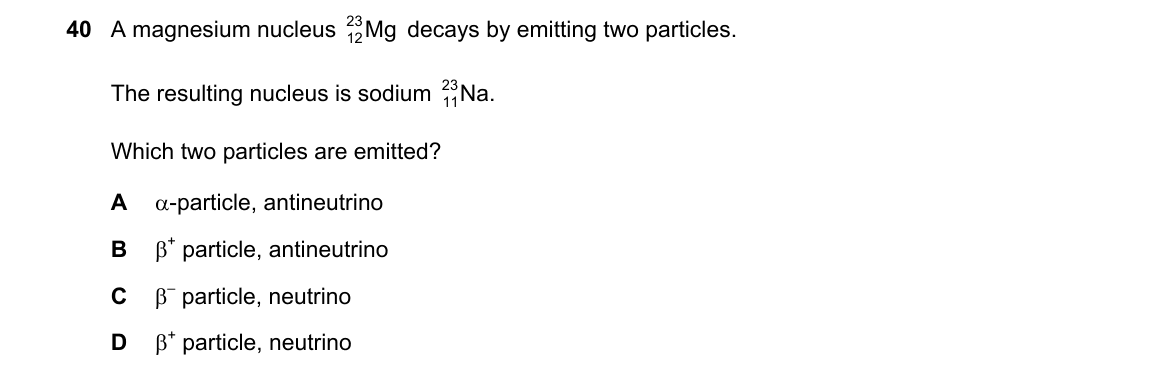 40 A magnesium nucleus ²³₁₂Mg decays by emitting two particles.
The resulting nucleus is sodium ²³₁₁Na.
Which two particles are emitted?
A α-particle, antineutrino
B β⁺ particle, antineutrino
C β⁻ particle, neutrino
D β⁺ particle, neutrino